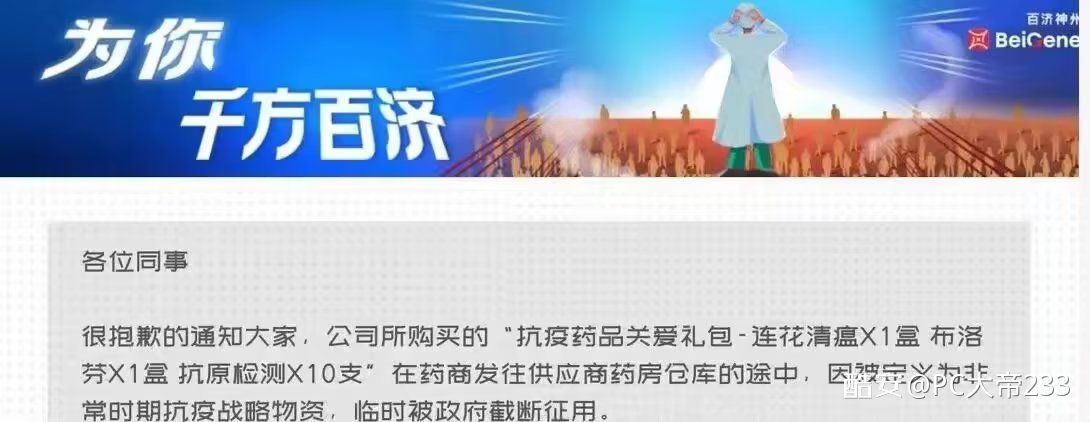 为你
千方百济
百济神州
BeiGene
各位同事
很抱歉的通知大家，公司所购买的“抗疫药品关爱礼包-连花清瘟X1盒 布洛
芬X1盒 抗原检测X10支”在药商发往供应商药房仓库的途中，因被定义为非
常时期抗疫战略物资，临时被政府截断征用。
酷安@PC大帝233